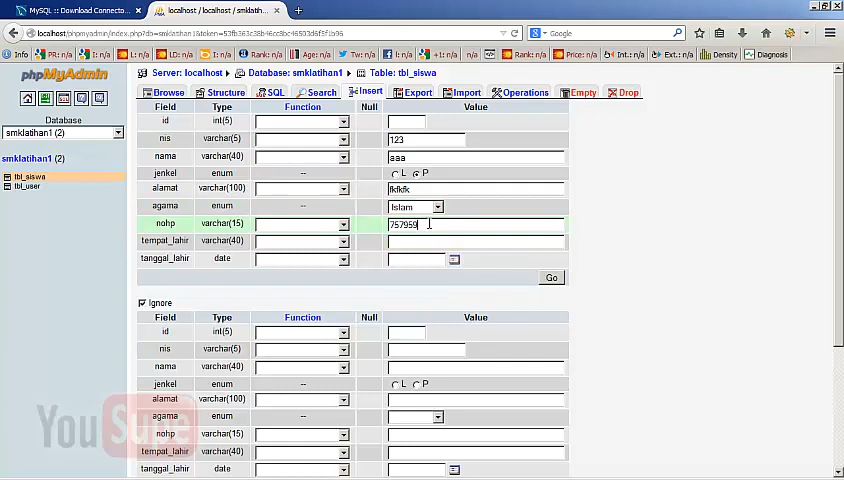 MySQL :: Download Connecto...
localhost / localhost / smklatihan...
localhost/phpmyadmin/index.php?db=smklatihan1&token=53fb363c38b46cc8bc46503d6f5f1b96
Google
Info
Rank: n/a
I: n/a
L: n/a
LD: n/a
I: n/a
Rank: n/a
Age: n/a
Tw: n/a
l: n/a
+1: n/a
Rank: n/a
Price: n/a
Int.: n/a
Ext.: n/a
Density
Diagnosis
phpMyAdmin
Database
smklatihan1 (2)
smklatihan1 (2)
tbl_siswa
tbl_user
Server: localhost Database: smklatihan1 Table: tbl_siswa
Browse Structure SQL Search Insert Export Import Operations Empty Drop
Field Type Function Null Value
id int(5)
nis varchar(5) 123
nama varchar(40) aaa
jenkel enum -- L P
alamat varchar(100) fkfkfk
agama enum -- Islam
nohp varchar(15) 757959
tempat_lahir varchar(40)
tanggal_lahir date
Go
Ignore
Field Type Function Null Value
id int(5)
nis varchar(5)
nama varchar(40)
jenkel enum -- L P
alamat varchar(100)
agama enum --
nohp varchar(15)
tempat_lahir varchar(40)
tanggal_lahir date
YouSupe